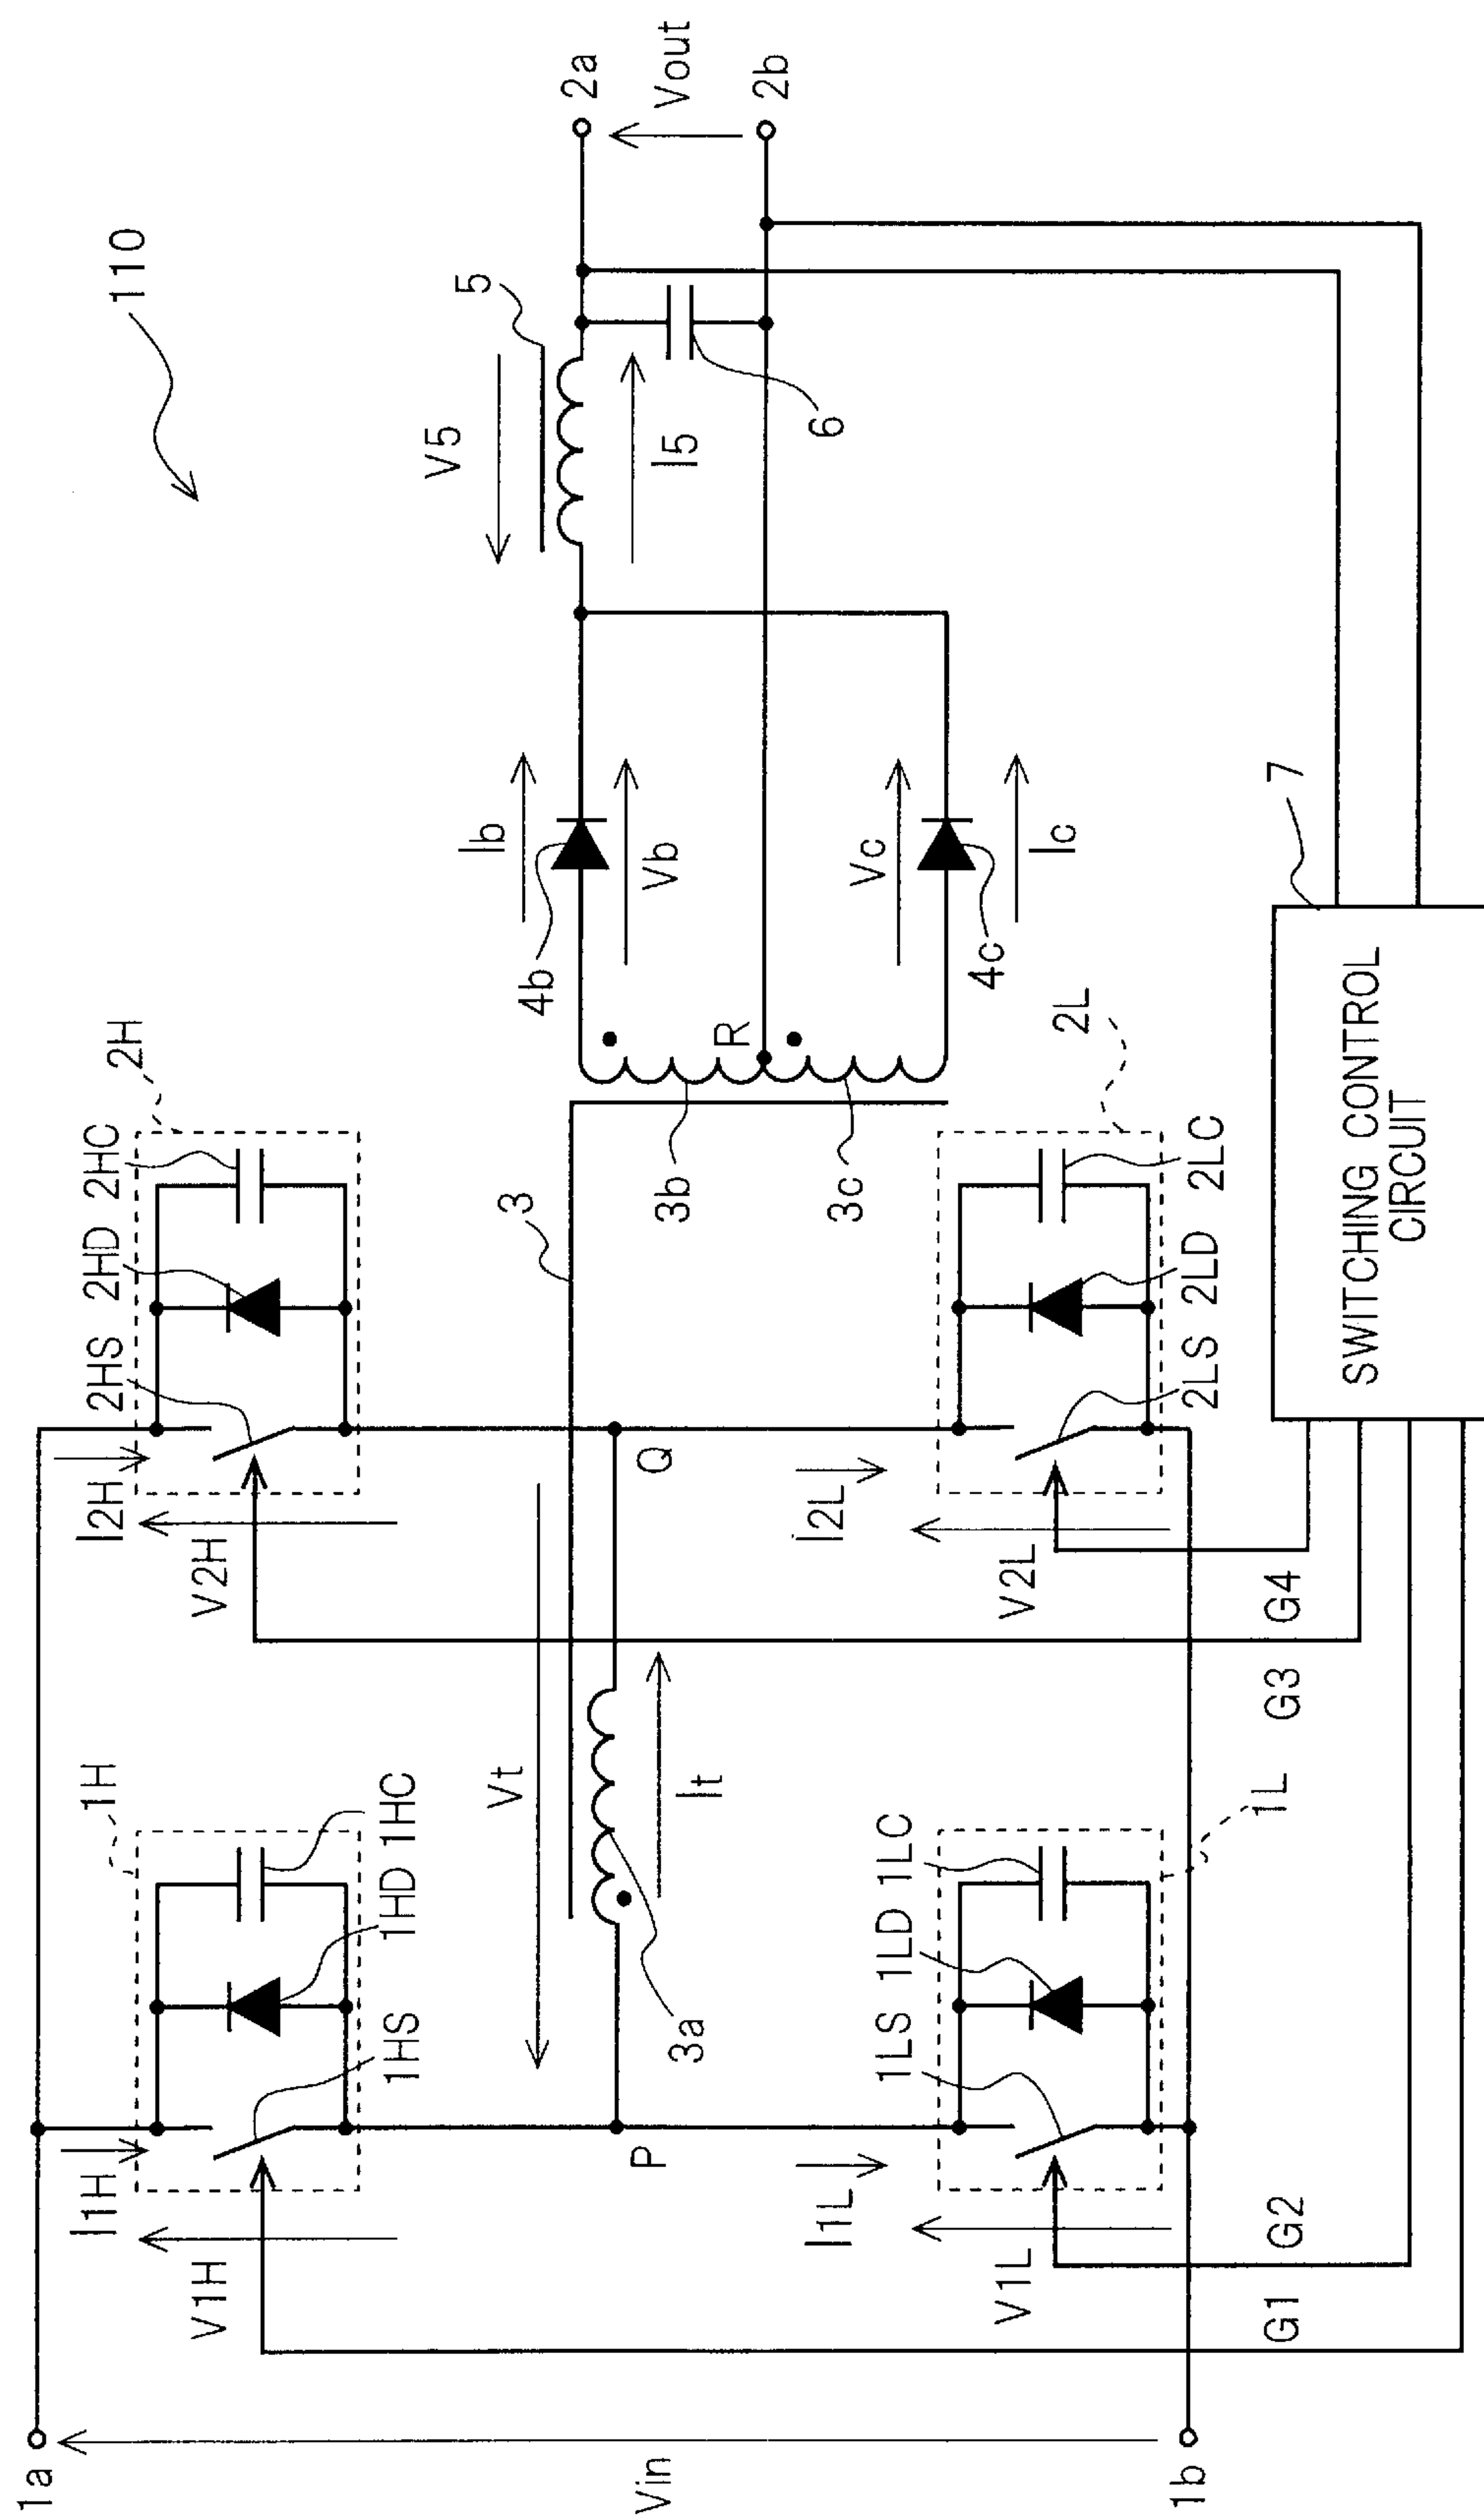 110
1a
Vin
1b
I1H
V1H
1H
1HS
1HD
1HC
I2H
V2H
2H
2HS
2HD
2HC
P
Q
Vt
It
3a
3
3b
3c
R
I1L
V1L
1L
1LS
1LD
1LC
I2L
V2L
2L
2LS
2LD
2LC
4b
Ib
Vb
Vc
Ic
4c
V5
5
I5
6
2a
Vout
2b
G1
G2
G3
G4
7
SWITCHING CONTROL
CIRCUIT